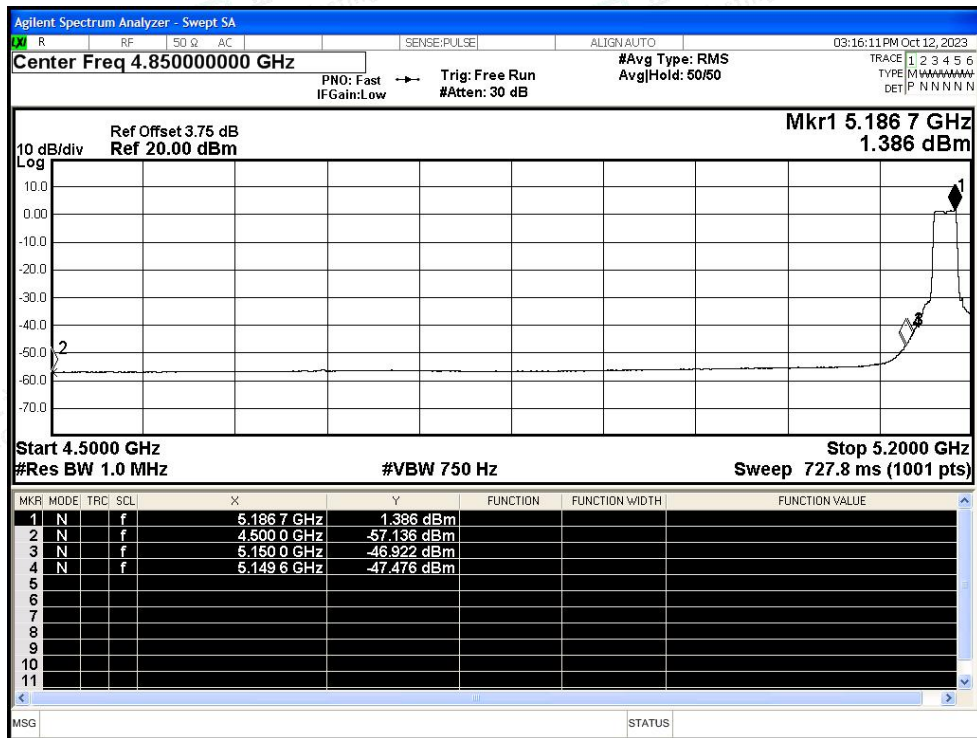 Agilent Spectrum Analyzer - Swept SA
LXI R RF 50 Ω AC SENSE:PULSE ALIGN AUTO 03:16:11 PM Oct 12, 2023
Center Freq 4.850000000 GHz
#Avg Type: RMS
TRACE 1 2 3 4 5 6
PNO: Fast Trig: Free Run Avg|Hold: 50/50
TYPE M WWWWW
IFGain:Low #Atten: 30 dB
DET P N N N N N
Mkr1 5.186 7 GHz
Ref Offset 3.75 dB
10 dB/div Ref 20.00 dBm 1.386 dBm
Log
10.0
1
0.00
-10.0
-20.0
-30.0
-40.0
-50.0 2
-60.0
-70.0
Start 4.5000 GHz Stop 5.2000 GHz
#Res BW 1.0 MHz #VBW 750 Hz Sweep 727.8 ms (1001 pts)
MKR MODE TRC SCL X Y FUNCTION FUNCTION WIDTH FUNCTION VALUE
1 N f 5.186 7 GHz 1.386 dBm
2 N f 4.500 0 GHz -57.136 dBm
3 N f 5.150 0 GHz -46.922 dBm
4 N f 5.149 6 GHz -47.476 dBm
5
6
7
8
9
10
11
MSG STATUS